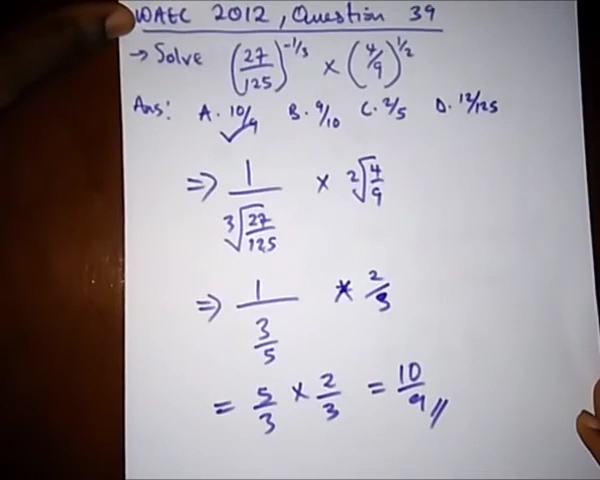 WAEC 2012, Question 39
→ Solve (27/125)^-1/3 × (4/9)^1/2
Ans: A. 10/9 B. 9/10 C. 2/5 D. 12/125
⇒ 1/∛(27/125) × ²√(4/9)
⇒ 1/(3/5) * 2/3
= 5/3 × 2/3 = 10/9 //